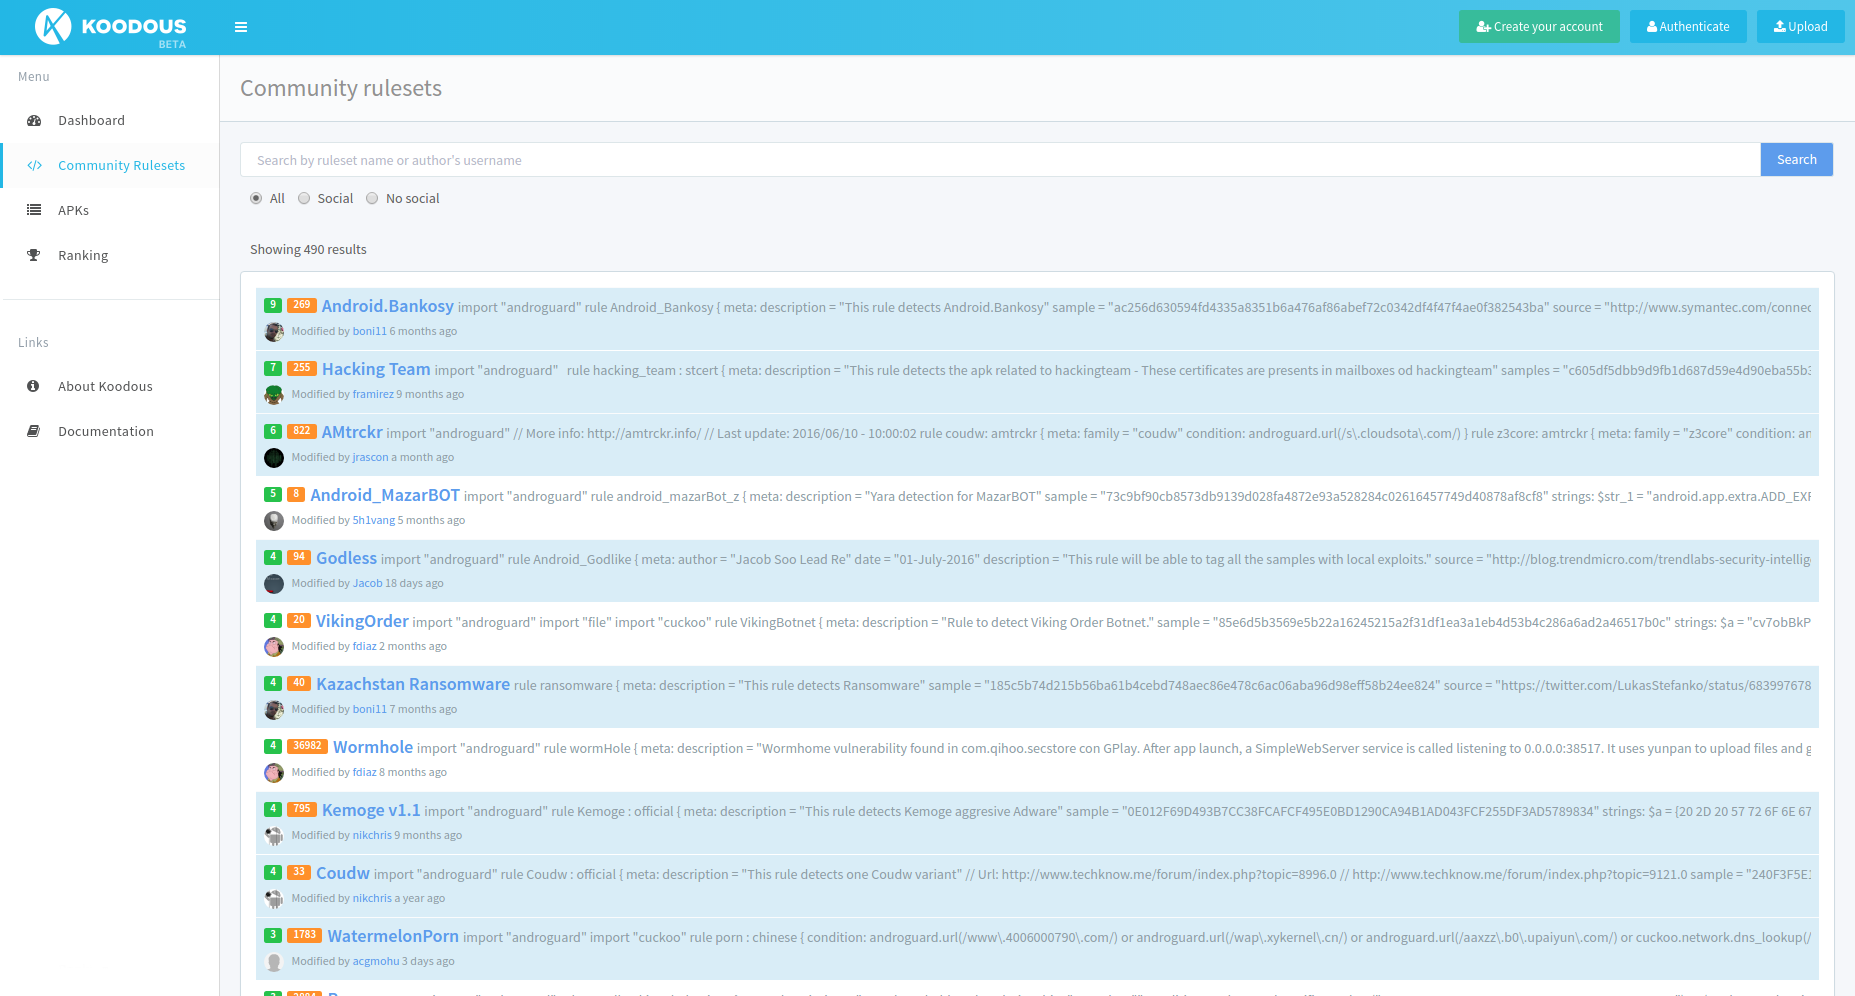 KOODOUS
BETA
Create your account
Authenticate
Upload
Menu
Dashboard
Community Rulesets
APKs
Ranking
Links
About Koodous
Documentation
Community rulesets
Search by ruleset name or author's username
Search
All Social No social
Showing 490 results
9 269 Android.Bankosy import "androguard" rule Android_Bankosy { meta: description = "This rule detects Android.Bankosy" sample = "ac256d630594fd4335a8351b6a476af86abef72c0342df4f47f4ae0f382543ba" source = "http://www.symantec.com/connec
Modified by boni11 6 months ago
7 255 Hacking Team import "androguard" rule hacking_team : stcert { meta: description = "This rule detects the apk related to hackingteam - These certificates are presents in mailboxes od hackingteam" samples = "c605df5dbb9d9fb1d687d59e4d90eba55b3
Modified by framirez 9 months ago
6 822 AMtrckr import "androguard" // More info: http://amtrckr.info/ // Last update: 2016/06/10 - 10:00:02 rule coudw: amtrckr { meta: family = "coudw" condition: androguard.url(/s\.cloudsota\.com/) } rule z3core: amtrckr { meta: family = "z3core" condition: an
Modified by jrascon a month ago
5 8 Android_MazarBOT import "androguard" rule android_mazarBot_z { meta: description = "Yara detection for MazarBOT" sample = "73c9bf90cb8573db9139d028fa4872e93a528284c02616457749d40878af8cf8" strings: $str_1 = "android.app.extra.ADD_EXP
Modified by 5h1vang 5 months ago
4 94 Godless import "androguard" rule Android_Godlike { meta: author = "Jacob Soo Lead Re" date = "01-July-2016" description = "This rule will be able to tag all the samples with local exploits." source = "http://blog.trendmicro.com/trendlabs-security-intellig
Modified by Jacob 18 days ago
4 20 VikingOrder import "androguard" import "file" import "cuckoo" rule VikingBotnet { meta: description = "Rule to detect Viking Order Botnet." sample = "85e6d5b3569e5b22a16245215a2f31df1ea3a1eb4d53b4c286a6ad2a46517b0c" strings: $a = "cv7obBkP
Modified by fdiaz 2 months ago
4 40 Kazachstan Ransomware rule ransomware { meta: description = "This rule detects Ransomware" sample = "185c5b74d215b56ba61b4cebd748aec86e478c6ac06aba96d98eff58b24ee824" source = "https://twitter.com/LukasStefanko/status/683997678
Modified by boni11 7 months ago
4 36982 Wormhole import "androguard" rule wormHole { meta: description = "Wormhome vulnerability found in com.qihoo.secstore con GPlay. After app launch, a SimpleWebServer service is called listening to 0.0.0.0:38517. It uses yunpan to upload files and g
Modified by fdiaz 8 months ago
4 795 Kemoge v1.1 import "androguard" rule Kemoge : official { meta: description = "This rule detects Kemoge aggresive Adware" sample = "0E012F69D493B7CC38FCAFCF495E0BD1290CA94B1AD043FCF255DF3AD5789834" strings: $a = {20 2D 20 57 72 6F 6E 67
Modified by nikchris 9 months ago
4 33 Coudw import "androguard" rule Coudw : official { meta: description = "This rule detects one Coudw variant" // Url: http://www.techknow.me/forum/index.php?topic=8996.0 // http://www.techknow.me/forum/index.php?topic=9121.0 sample = "240F3F5E3
Modified by nikchris a year ago
3 1783 WatermelonPorn import "androguard" import "cuckoo" rule porn : chinese { condition: androguard.url(/www\.4006000790\.com/) or androguard.url(/wap\.xykernel\.cn/) or androguard.url(/aaxzz\.b0\.upaiyun\.com/) or cuckoo.network.dns_lookup(/
Modified by acgmohu 3 days ago